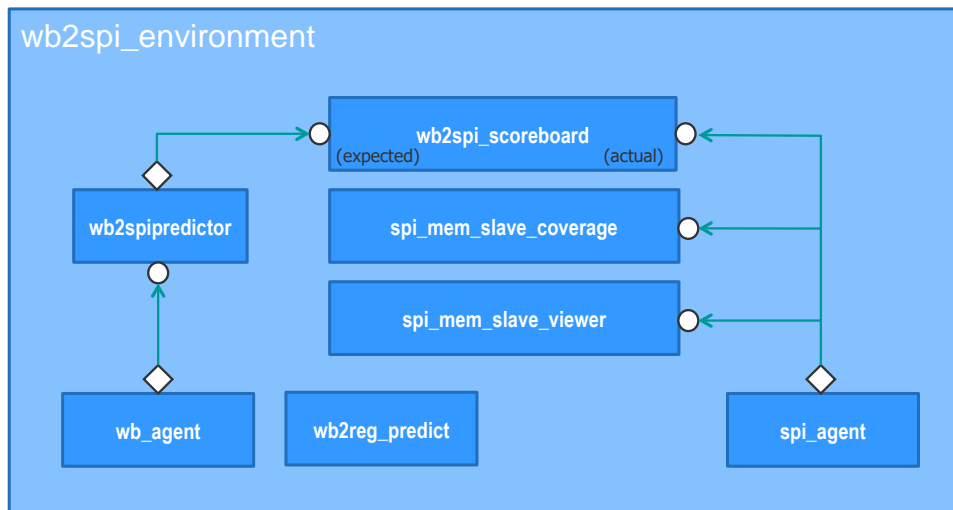 wb2spi_environment
wb2spi_scoreboard
(expected) (actual)
wb2spipredictor
spi_mem_slave_coverage
spi_mem_slave_viewer
wb_agent
wb2reg_predict
spi_agent